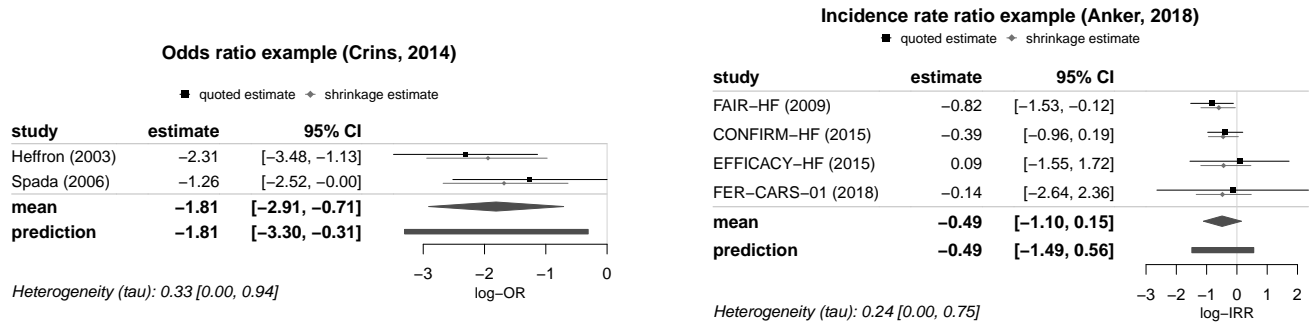 Odds ratio example (Crins, 2014)
quoted estimate shrinkage estimate
study estimate 95% CI
Heffron (2003) −2.31 [−3.48, −1.13]
Spada (2006) −1.26 [−2.52, −0.00]
mean −1.81 [−2.91, −0.71]
prediction −1.81 [−3.30, −0.31]
−3 −2 −1 0
log−OR
Heterogeneity (tau): 0.33 [0.00, 0.94]
Incidence rate ratio example (Anker, 2018)
quoted estimate shrinkage estimate
study estimate 95% CI
FAIR−HF (2009) −0.82 [−1.53, −0.12]
CONFIRM−HF (2015) −0.39 [−0.96, 0.19]
EFFICACY−HF (2015) 0.09 [−1.55, 1.72]
FER−CARS−01 (2018) −0.14 [−2.64, 2.36]
mean −0.49 [−1.10, 0.15]
prediction −0.49 [−1.49, 0.56]
−3 −2 −1 0 1 2
log−IRR
Heterogeneity (tau): 0.24 [0.00, 0.75]